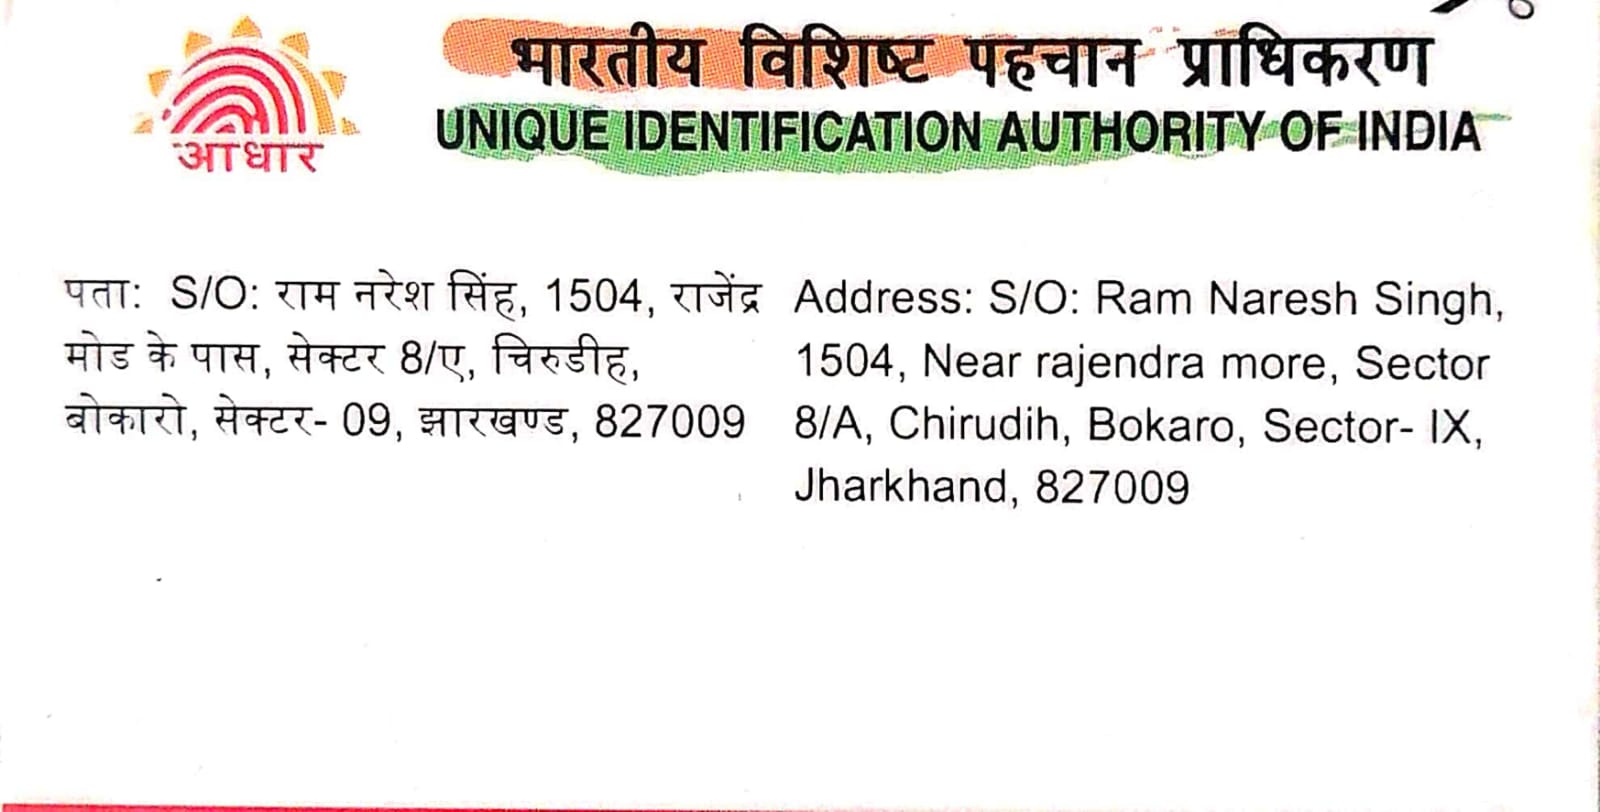 भारतीय विशिष्ट पहचान प्राधिकरण
आधार
UNIQUE IDENTIFICATION AUTHORITY OF INDIA
पता: S/O: राम नरेश सिंह, 1504, राजेंद्र
मोड के पास, सेक्टर 8/ए, चिरुडीह,
बोकारो, सेक्टर- 09, झारखण्ड, 827009
Address: S/O: Ram Naresh Singh,
1504, Near rajendra more, Sector
8/A, Chirudih, Bokaro, Sector- IX,
Jharkhand, 827009